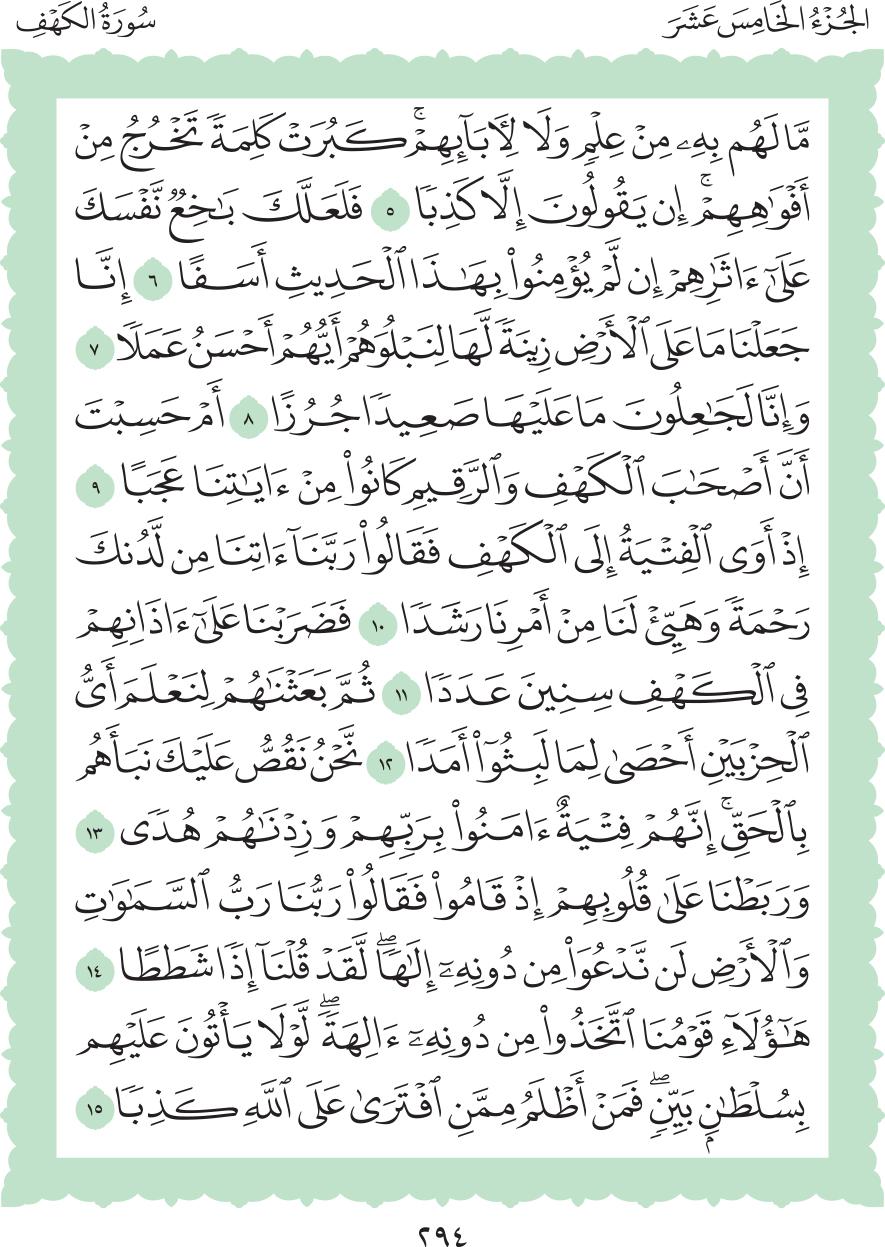 الجُزْءُ الخَامِسَ عَشَرَ
سُورَةُ الكَهْفِ
مَّا لَهُم بِهِۦ مِنْ عِلْمٍ وَلَا لِأٓبَآئِهِمْۚ كَبُرَتْ كَلِمَةً تَخْرُجُ مِنْ
أَفْوَٰهِهِمْۚ إِن يَقُولُونَ إِلَّا كَذِبًا ٥ فَلَعَلَّكَ بَٰخِعٌ نَّفْسَكَ
عَلَىٰٓ ءَاثَٰرِهِمْ إِن لَّمْ يُؤْمِنُوا۟ بِهَٰذَا ٱلْحَدِيثِ أَسَفًا ٦ إِنَّا
جَعَلْنَا مَا عَلَى ٱلْأَرْضِ زِينَةً لَّهَا لِنَبْلُوَهُمْ أَيُّهُمْ أَحْسَنُ عَمَلًا ٧
وَإِنَّا لَجَٰعِلُونَ مَا عَلَيْهَا صَعِيدًا جُرُزًا ٨ أَمْ حَسِبْتَ
أَنَّ أَصْحَٰبَ ٱلْكَهْفِ وَٱلرَّقِيمِ كَانُوا۟ مِنْ ءَايَٰتِنَا عَجَبًا ٩
إِذْ أَوَى ٱلْفِتْيَةُ إِلَى ٱلْكَهْفِ فَقَالُوا۟ رَبَّنَآ ءَاتِنَا مِن لَّدُنكَ
رَحْمَةً وَهَيِّئْ لَنَا مِنْ أَمْرِنَا رَشَدًا ١٠ فَضَرَبْنَا عَلَىٰٓ ءَاذَانِهِمْ
فِى ٱلْكَهْفِ سِنِينَ عَدَدًا ١١ ثُمَّ بَعَثْنَٰهُمْ لِنَعْلَمَ أَىُّ
ٱلْحِزْبَيْنِ أَحْصَىٰ لِمَا لَبِثُوٓا۟ أَمَدًا ١٢ نَّحْنُ نَقُصُّ عَلَيْكَ نَبَأَهُم
بِٱلْحَقِّۚ إِنَّهُمْ فِتْيَةٌ ءَامَنُوا۟ بِرَبِّهِمْ وَزِدْنَٰهُمْ هُدًى ١٣
وَرَبَطْنَا عَلَىٰ قُلُوبِهِمْ إِذْ قَامُوا۟ فَقَالُوا۟ رَبُّنَا رَبُّ ٱلسَّمَٰوَٰتِ
وَٱلْأَرْضِ لَن نَّدْعُوَا۟ مِن دُونِهِۦٓ إِلَٰهًاۖ لَّقَدْ قُلْنَآ إِذًا شَطَطًا ١٤
هَٰٓؤُلَآءِ قَوْمُنَا ٱتَّخَذُوا۟ مِن دُونِهِۦٓ ءَالِهَةًۖ لَّوْلَا يَأْتُونَ عَلَيْهِم
بِسُلْطَٰنٍۭ بَيِّنٍۖ فَمَنْ أَظْلَمُ مِمَّنِ ٱفْتَرَىٰ عَلَى ٱللَّهِ كَذِبًا ١٥
٢٩٤